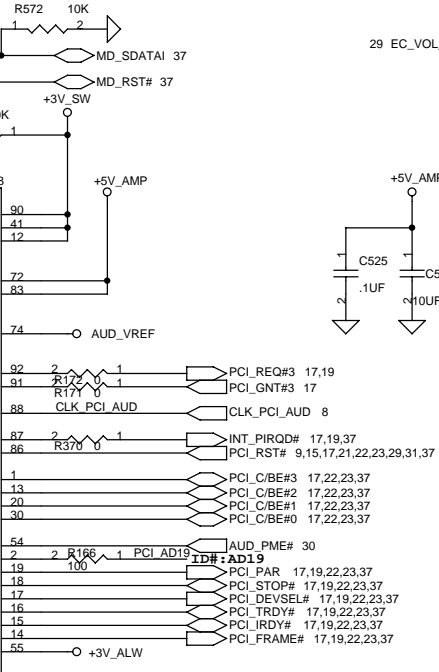 R572 10K
1 2
MD_SDATAI 37
29 EC_VOL
MD_RST# 37
+3V_SW
K
1
+5V_AMP
+5V_AMP
90
41
12
C525
1
1
C5
72
.1UF
2
2
10UF
83
74 AUD_VREF
92 2 1 PCI_REQ#3 17,19
R172 0
91 2 1 PCI_GNT#3 17
R171 0
88 CLK_PCI_AUD CLK_PCI_AUD 8
87 2 1 INT_PIRQD# 17,19,37
R370 0
86 PCI_RST# 9,15,17,21,22,23,29,31,37
1 PCI_C/BE#3 17,22,23,37
13 PCI_C/BE#2 17,22,23,37
20 PCI_C/BE#1 17,22,23,37
30 PCI_C/BE#0 17,22,23,37
54 AUD_PME# 30
2 2 R166 1 PCI_AD19 ID#:AD19
100
19 PCI_PAR 17,19,22,23,37
18 PCI_STOP# 17,19,22,23,37
17 PCI_DEVSEL# 17,19,22,23,37
16 PCI_TRDY# 17,19,22,23,37
15 PCI_IRDY# 17,19,22,23,37
14 PCI_FRAME# 17,19,22,23,37
55 +3V_ALW